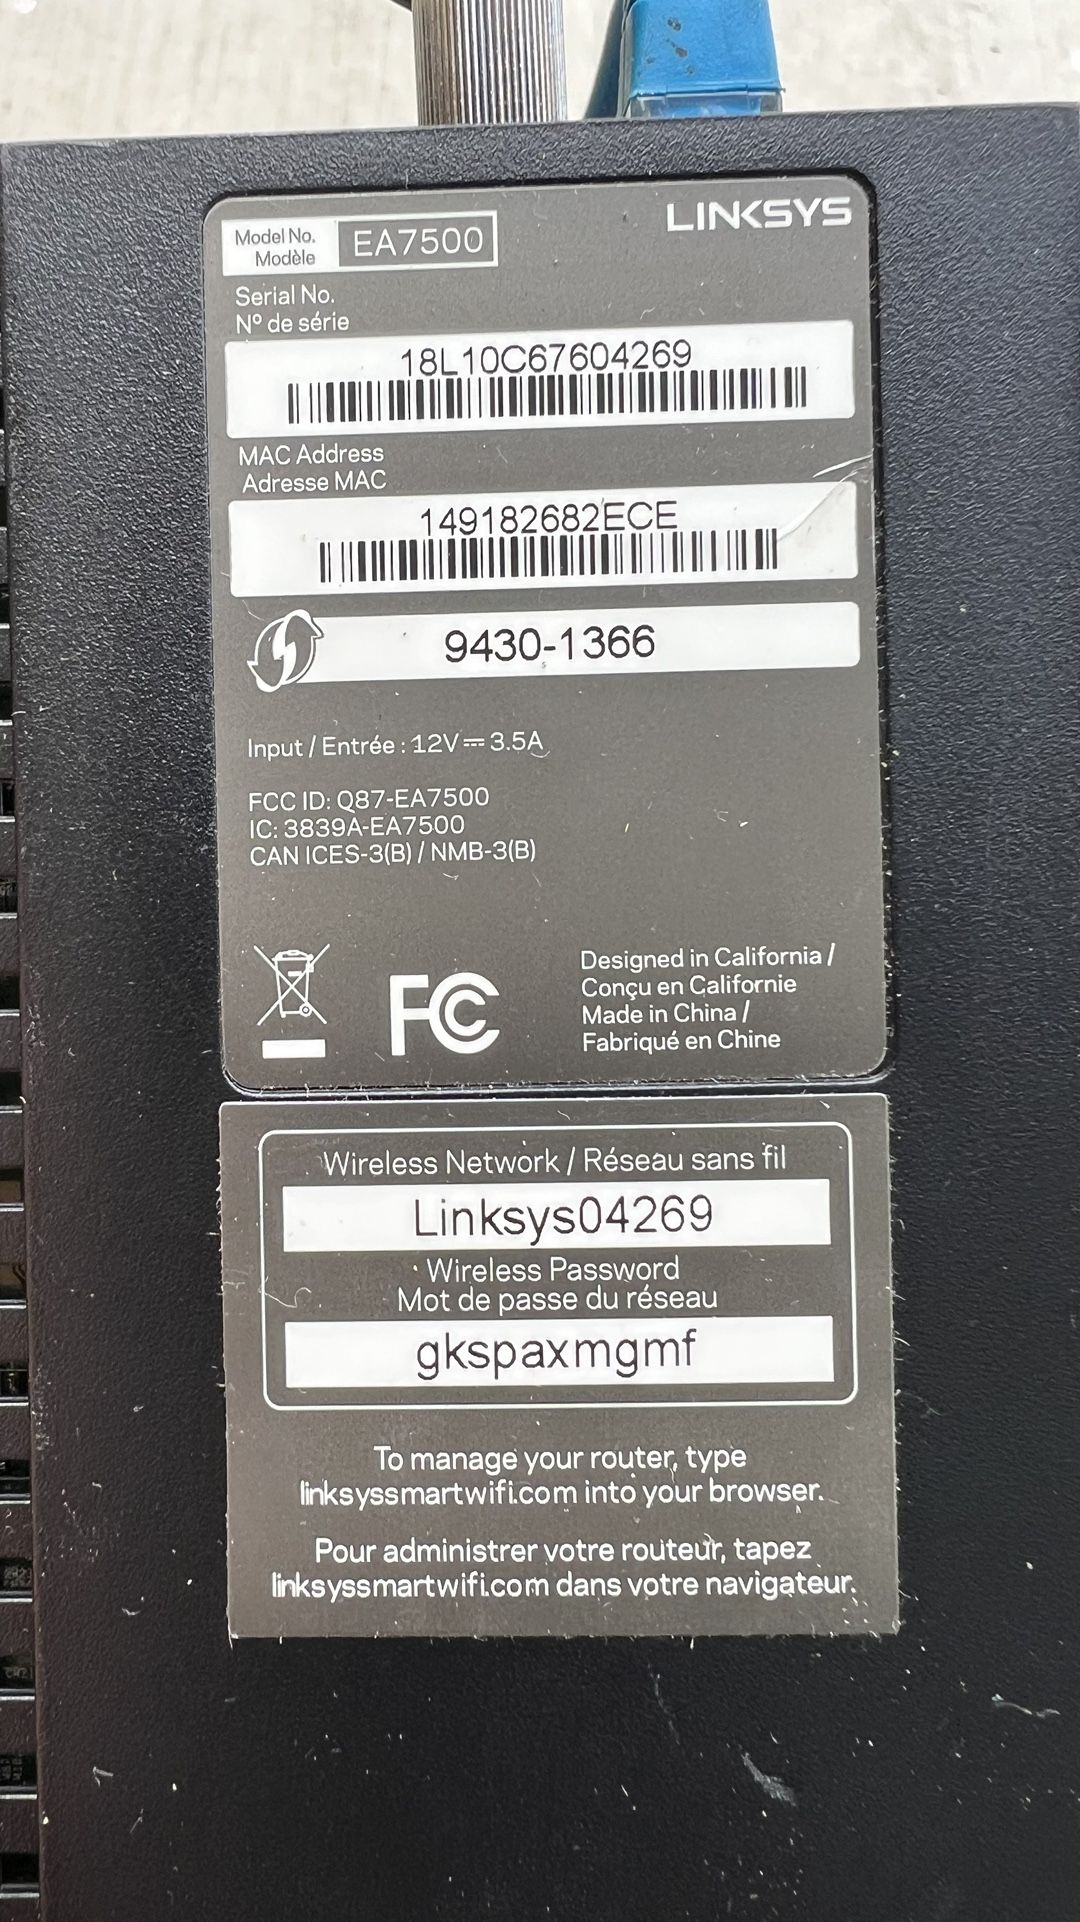 LINKSYS
Model No.
Modèle
EA7500
Serial No.
Nº de série
18L10C67604269
MAC Address
Adresse MAC
149182682ECE
9430-1366
Input / Entrée : 12V⎓3.5A
FCC ID: Q87-EA7500
IC: 3839A-EA7500
CAN ICES-3(B) / NMB-3(B)
FC
Designed in California /
Conçu en Californie
Made in China /
Fabriqué en Chine
Wireless Network / Réseau sans fil
Linksys04269
Wireless Password
Mot de passe du réseau
gkspaxmgmf
To manage your router, type
linksyssmartwifi.com into your browser.
Pour administrer votre routeur, tapez
linksyssmartwifi.com dans votre navigateur.